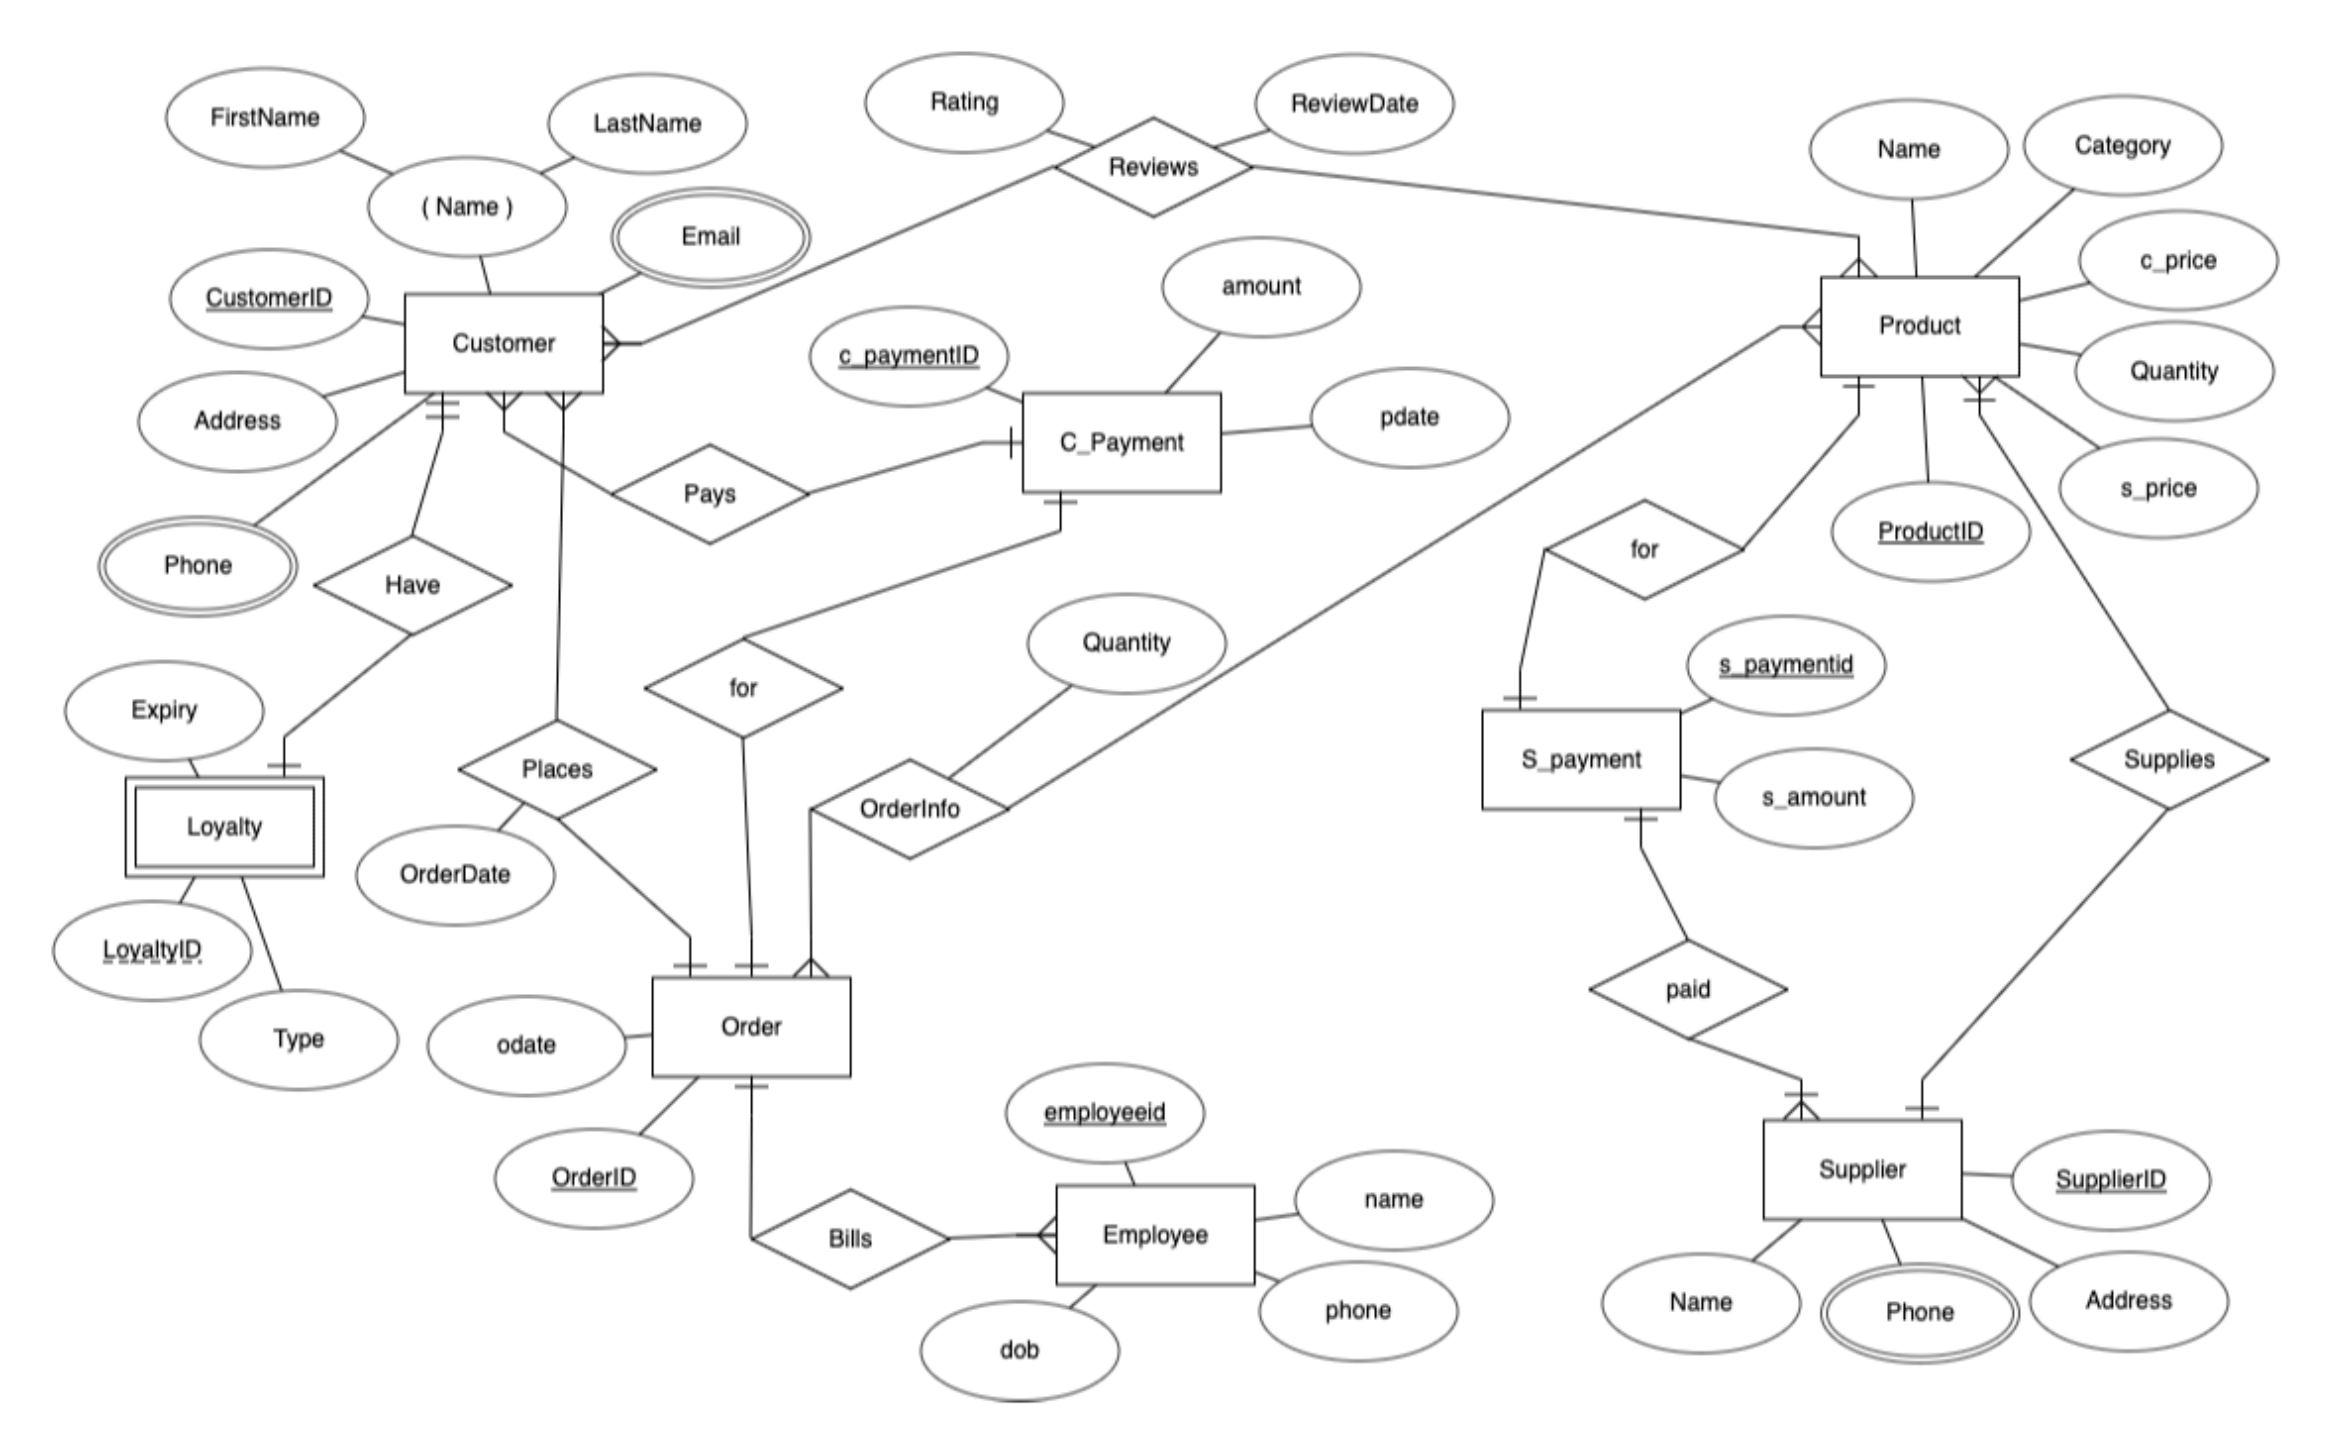 FirstName
LastName
( Name )
Email
CustomerID
Customer
Address
Phone
Have
Expiry
Loyalty
LoyaltyID
Type
Rating
ReviewDate
Reviews
c_paymentID
amount
pdate
C_Payment
Pays
for
Quantity
Places
OrderDate
OrderInfo
Order
odate
OrderID
Bills
employeeid
Employee
name
phone
dob
Name
Category
c_price
Product
Quantity
s_price
ProductID
for
s_paymentid
S_payment
s_amount
Supplies
paid
Supplier
SupplierID
Name
Phone
Address